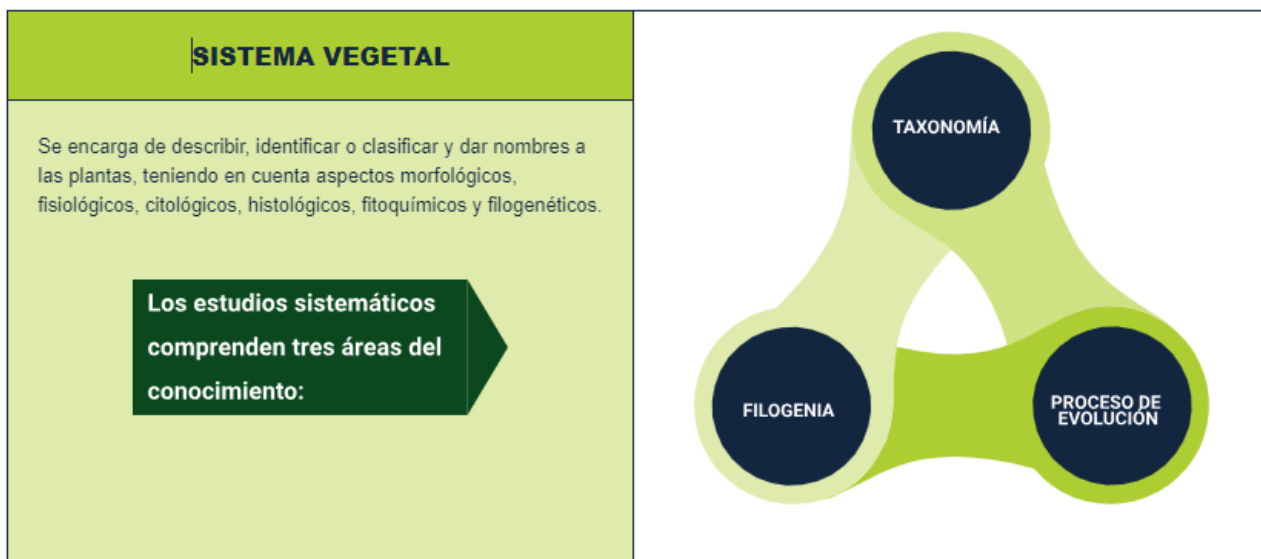 SISTEMA VEGETAL
Se encarga de describir, identificar o clasificar y dar nombres a
las plantas, teniendo en cuenta aspectos morfológicos,
fisiológicos, citológicos, histológicos, fitoquímicos y filogenéticos.
Los estudios sistemáticos
comprenden tres áreas del
conocimiento:
TAXONOMÍA
FILOGENIA
PROCESO DE
EVOLUCIÓN